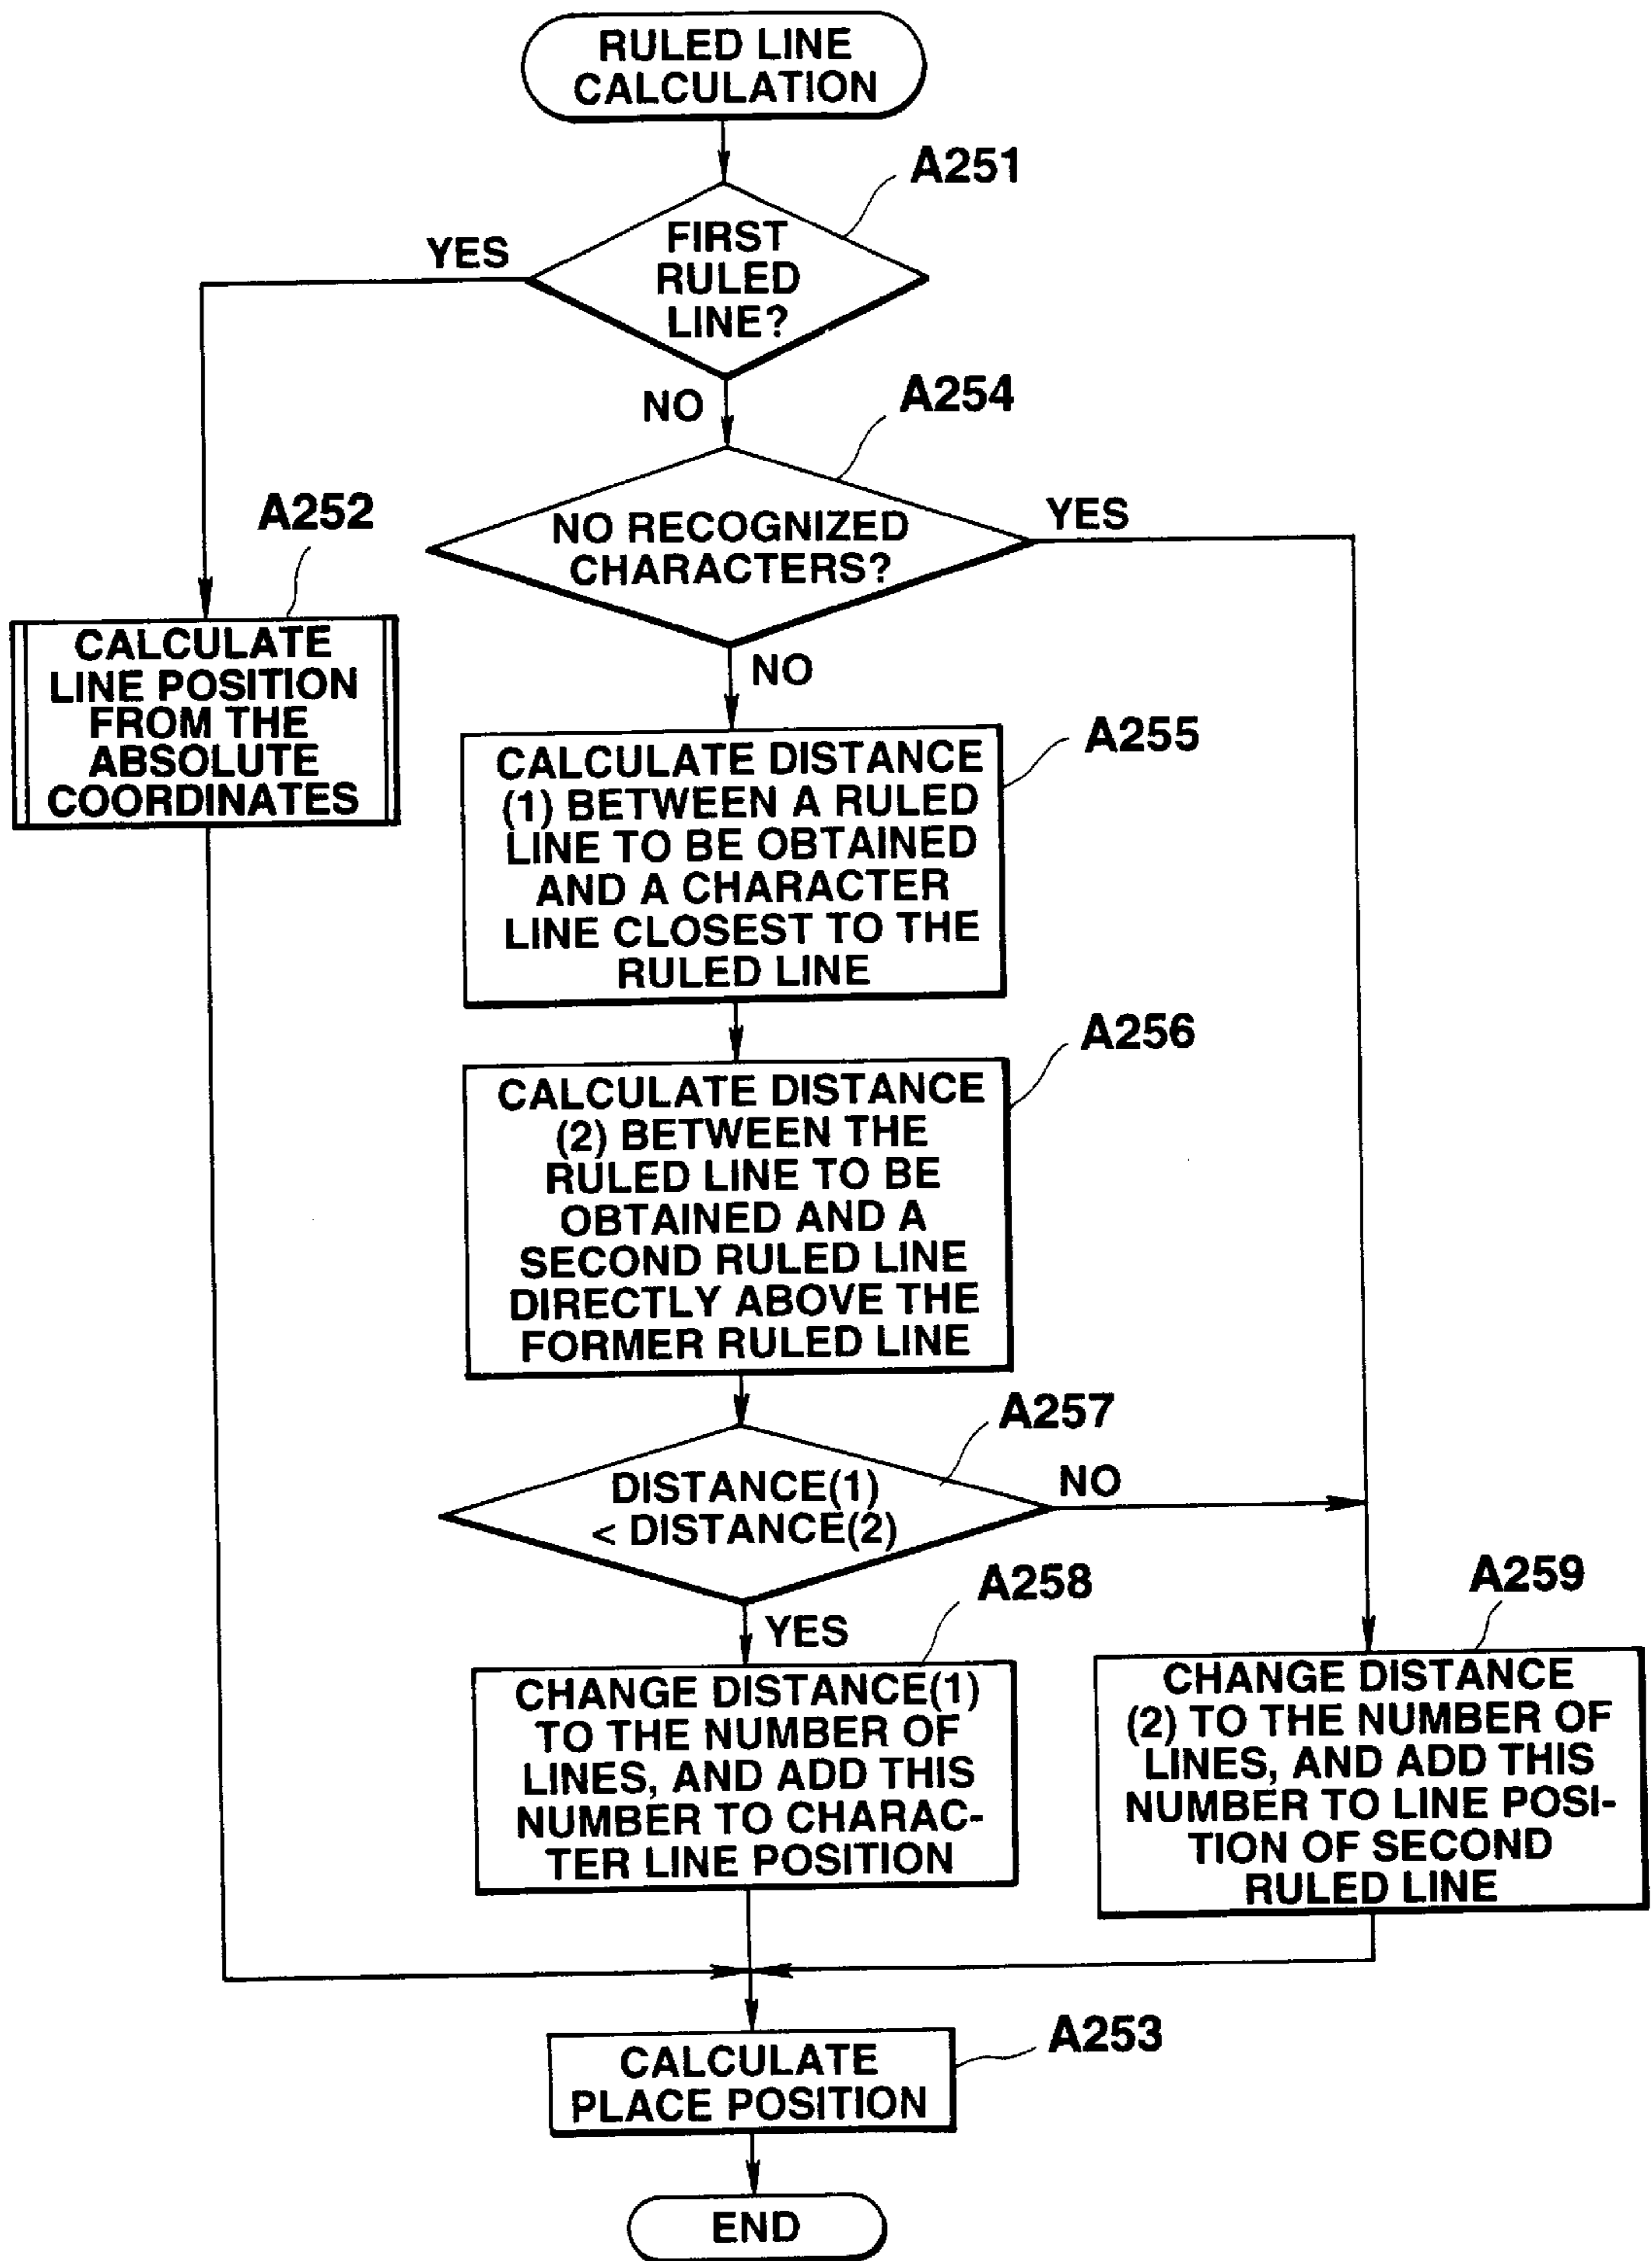 RULED LINE
CALCULATION
A251
FIRST
RULED
LINE?
YES
NO
A254
NO RECOGNIZED
CHARACTERS?
YES
NO
A252
CALCULATE
LINE POSITION
FROM THE
ABSOLUTE
COORDINATES
A255
CALCULATE DISTANCE
(1) BETWEEN A RULED
LINE TO BE OBTAINED
AND A CHARACTER
LINE CLOSEST TO THE
RULED LINE
A256
CALCULATE DISTANCE
(2) BETWEEN THE
RULED LINE TO BE
OBTAINED AND A
SECOND RULED LINE
DIRECTLY ABOVE THE
FORMER RULED LINE
A257
DISTANCE(1)
< DISTANCE(2)
NO
YES
A258
CHANGE DISTANCE(1)
TO THE NUMBER OF
LINES, AND ADD THIS
NUMBER TO CHARAC-
TER LINE POSITION
A259
CHANGE DISTANCE
(2) TO THE NUMBER OF
LINES, AND ADD THIS
NUMBER TO LINE POSI-
TION OF SECOND
RULED LINE
A253
CALCULATE
PLACE POSITION
END